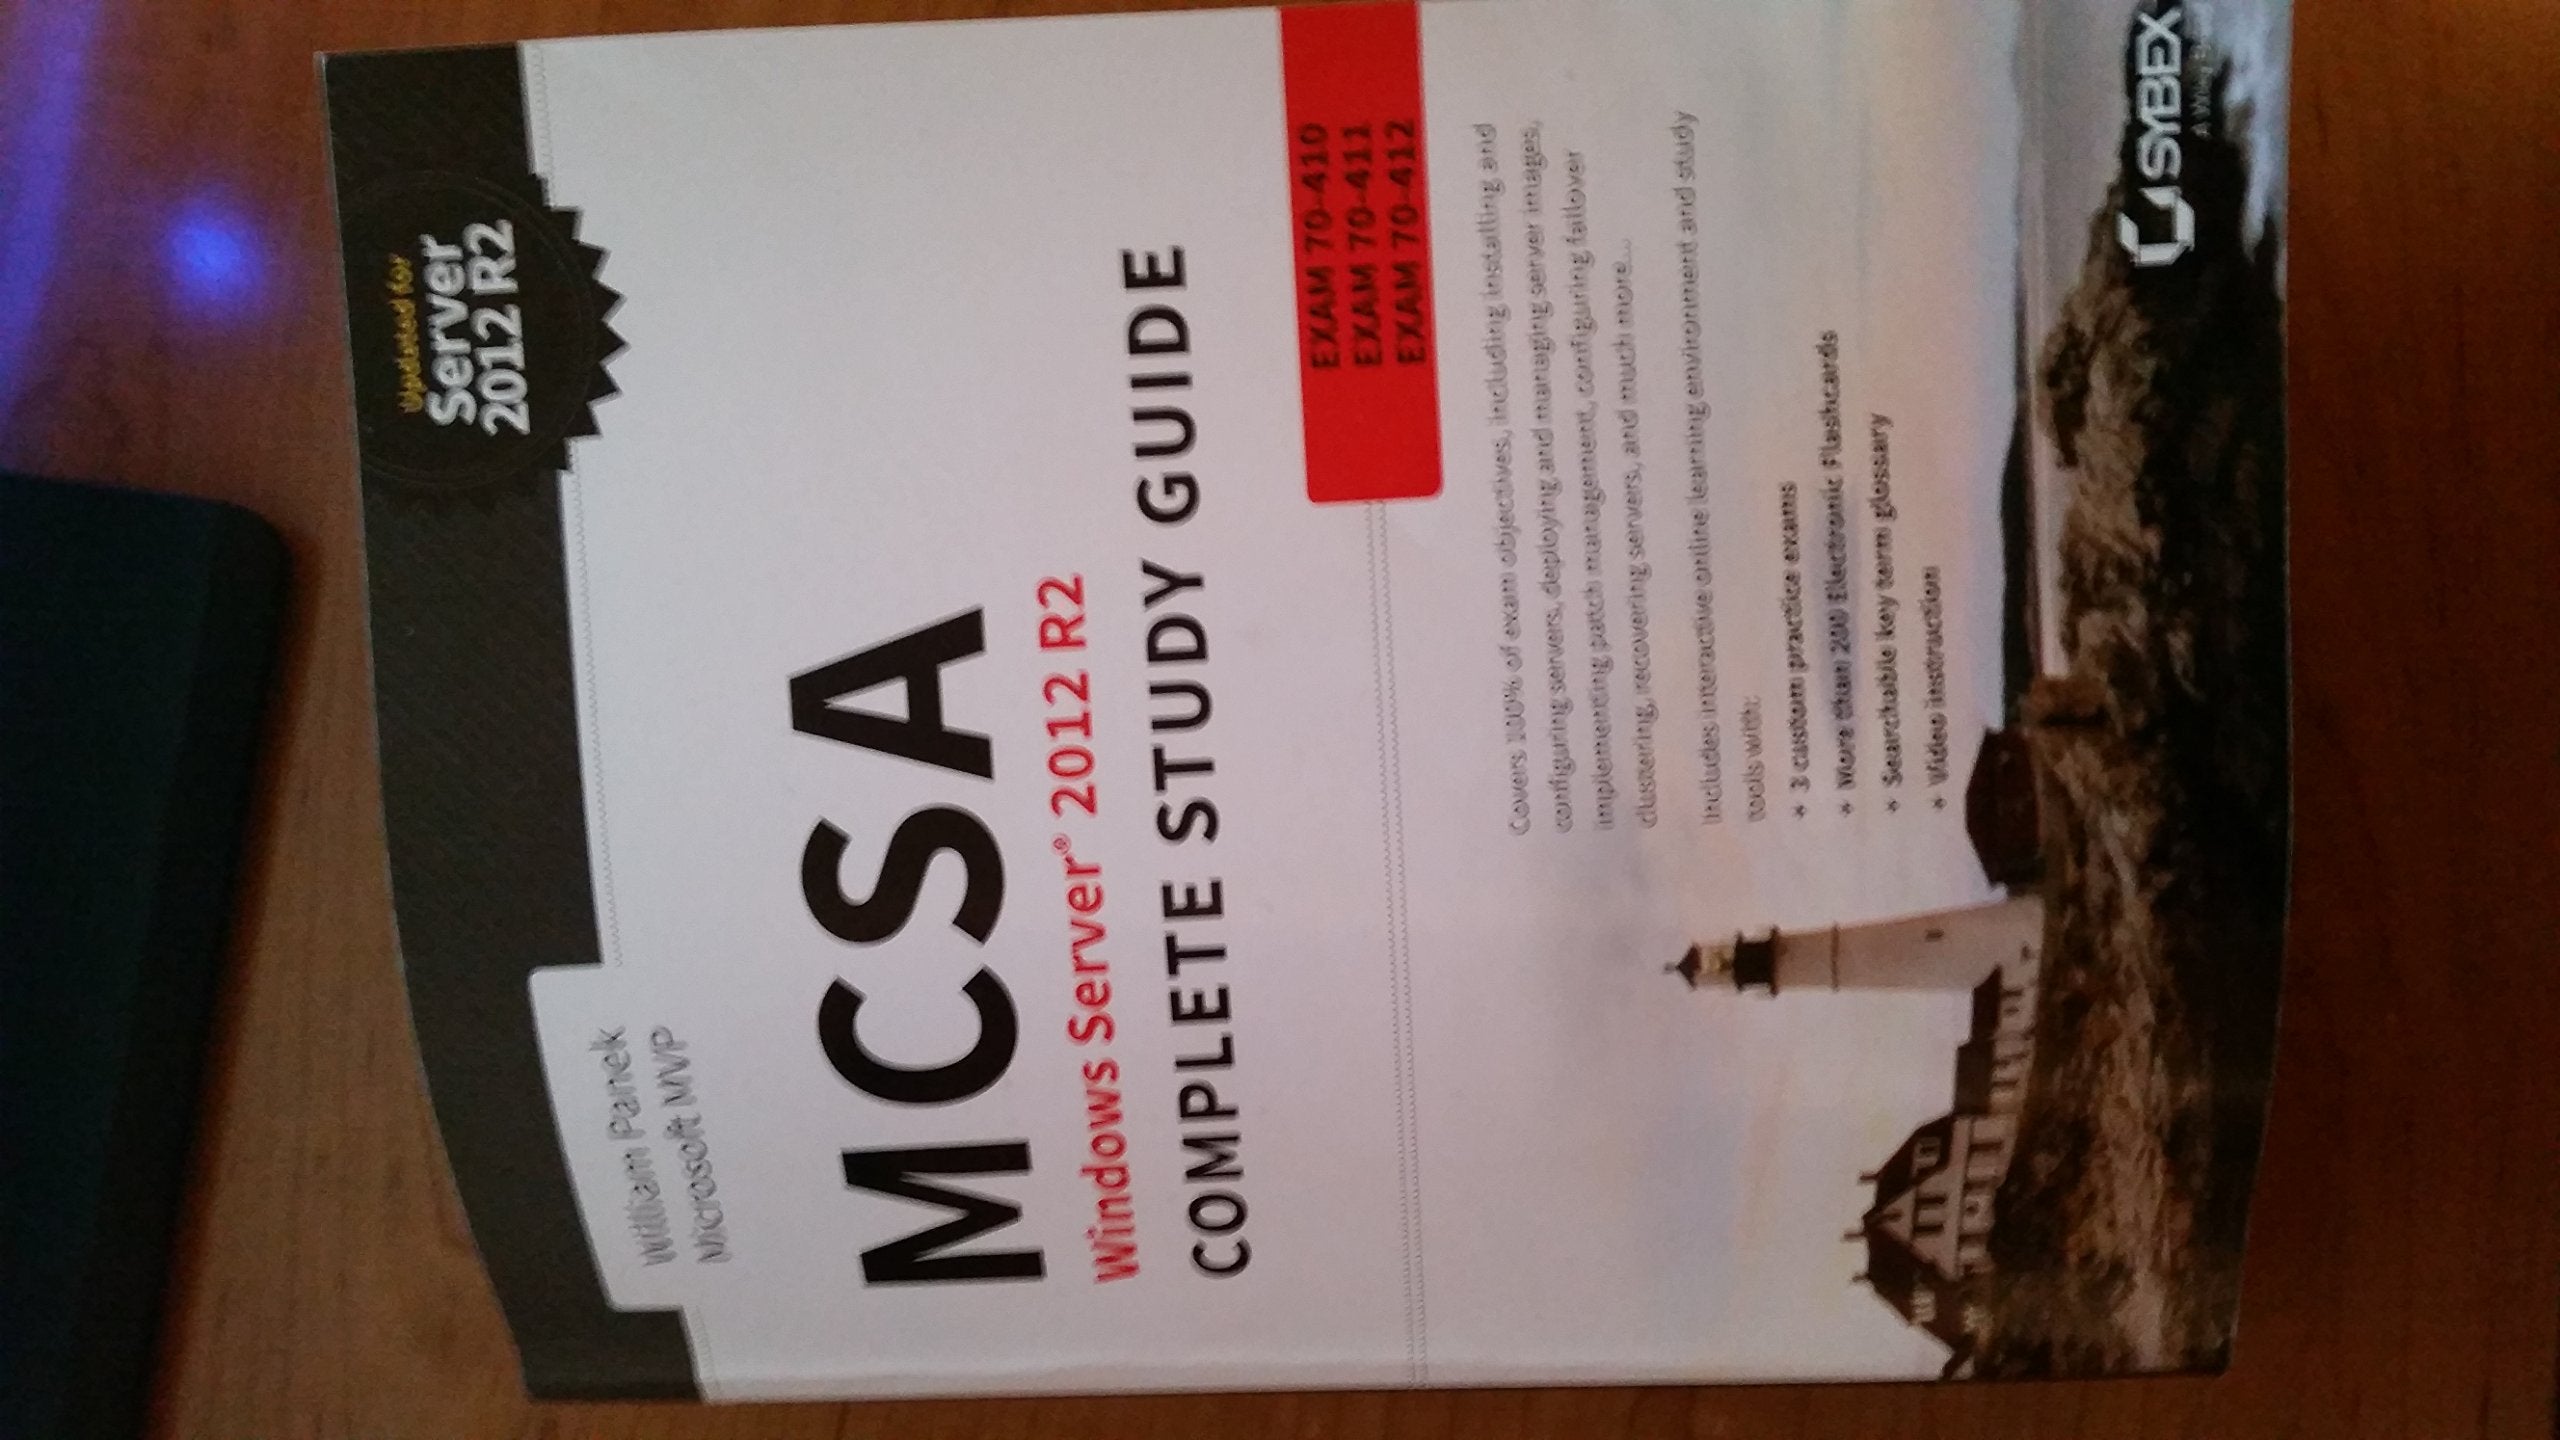 Updated for
Server
2012 R2
William Panek
Microsoft MVP
MCSA
Windows Server® 2012 R2
COMPLETE STUDY GUIDE
EXAM 70-410
EXAM 70-411
EXAM 70-412
Covers 100% of exam objectives, including installing and
configuring servers, deploying and managing server images,
implementing patch management, configuring failover
clustering, recovering servers, and much more...
Includes interactive online learning environment and study
tools with:
+ 3 custom practice exams
+ More than 200 Electronic Flashcards
+ Searchable key term glossary
+ Video instruction
SYBEX
A Wiley Brand